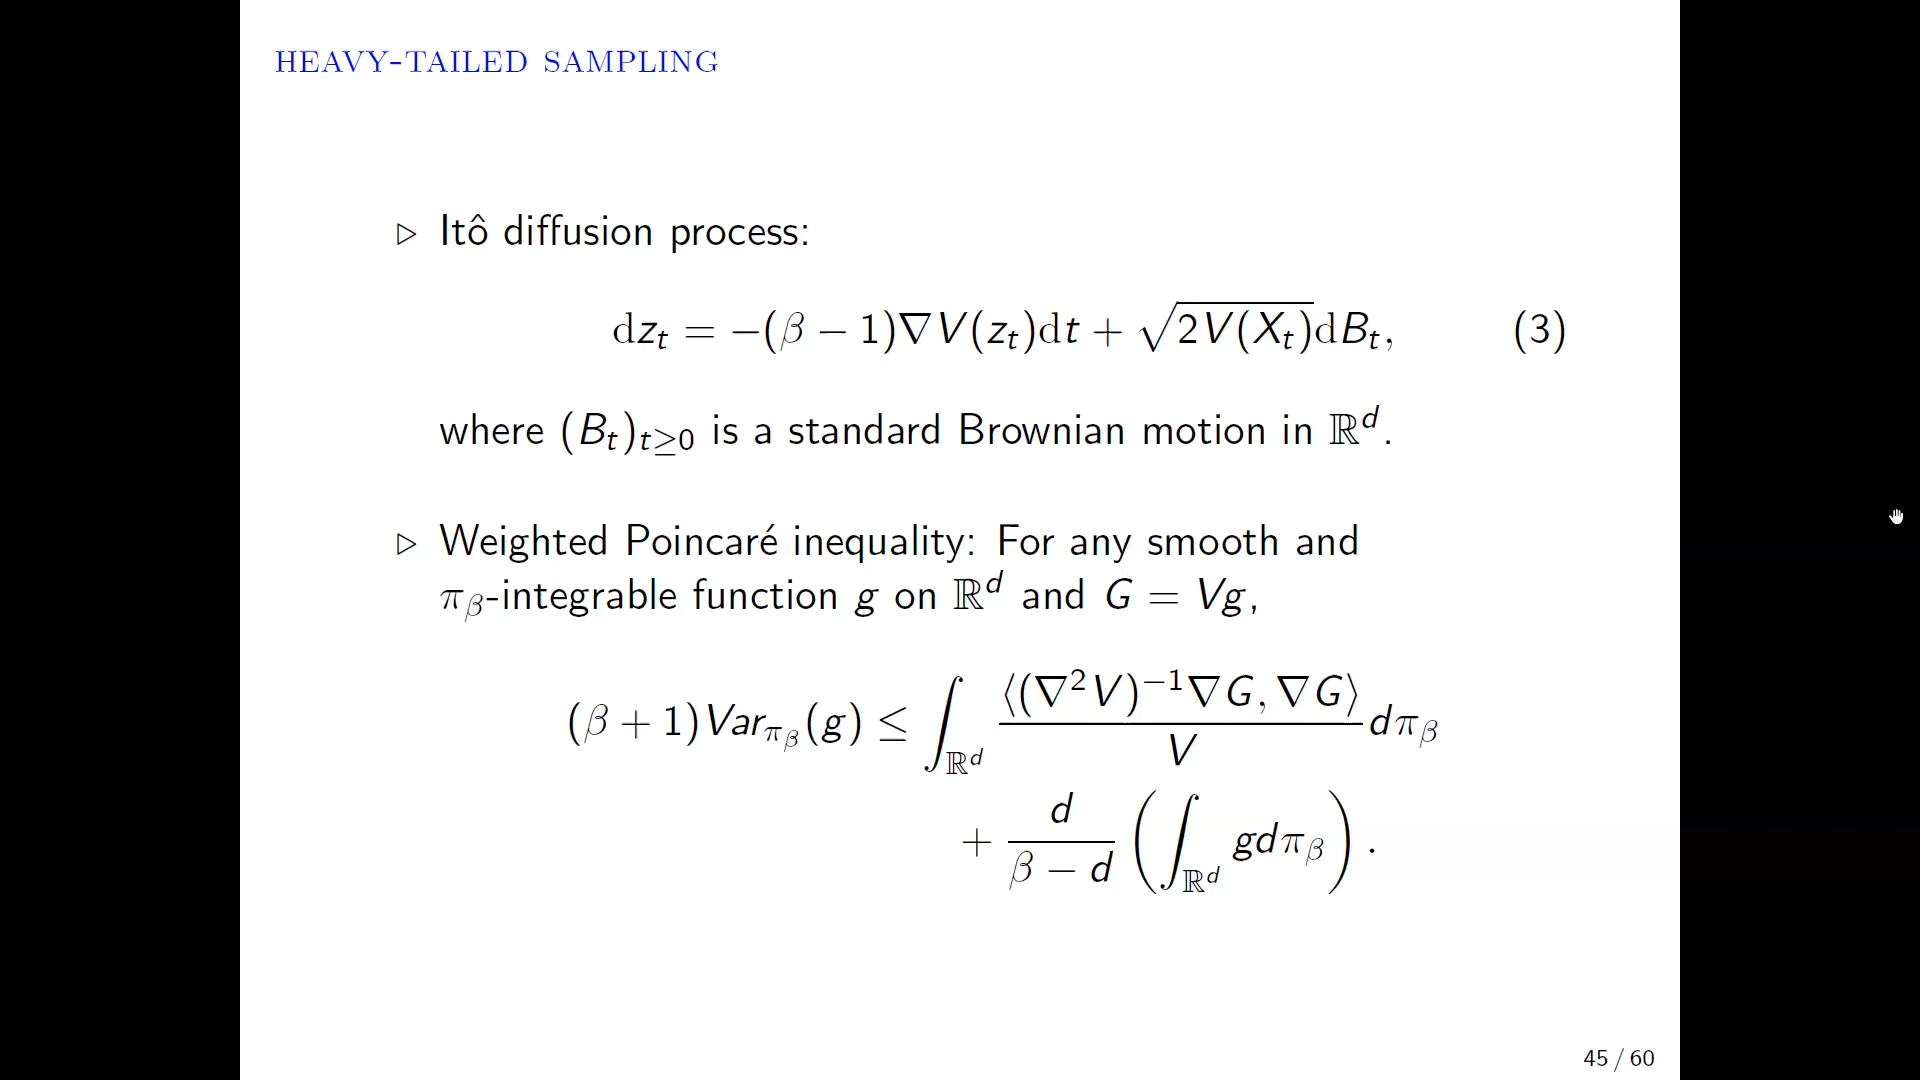 HEAVY-TAILED SAMPLING
▷ Itô diffusion process:
dz_t = −(β − 1)∇V(z_t)dt + √(2V(X_t))dB_t, (3)
where (B_t)_{t≥0} is a standard Brownian motion in ℝ^d.
▷ Weighted Poincaré inequality: For any smooth and
π_β-integrable function g on ℝ^d and G = Vg,
(β + 1)Var_{π_β}(g) ≤ ∫_{ℝ^d} ⟨(∇²V)^{−1}∇G, ∇G⟩ / V dπ_β
+ d / (β − d) (∫_{ℝ^d} gdπ_β).
45 / 60